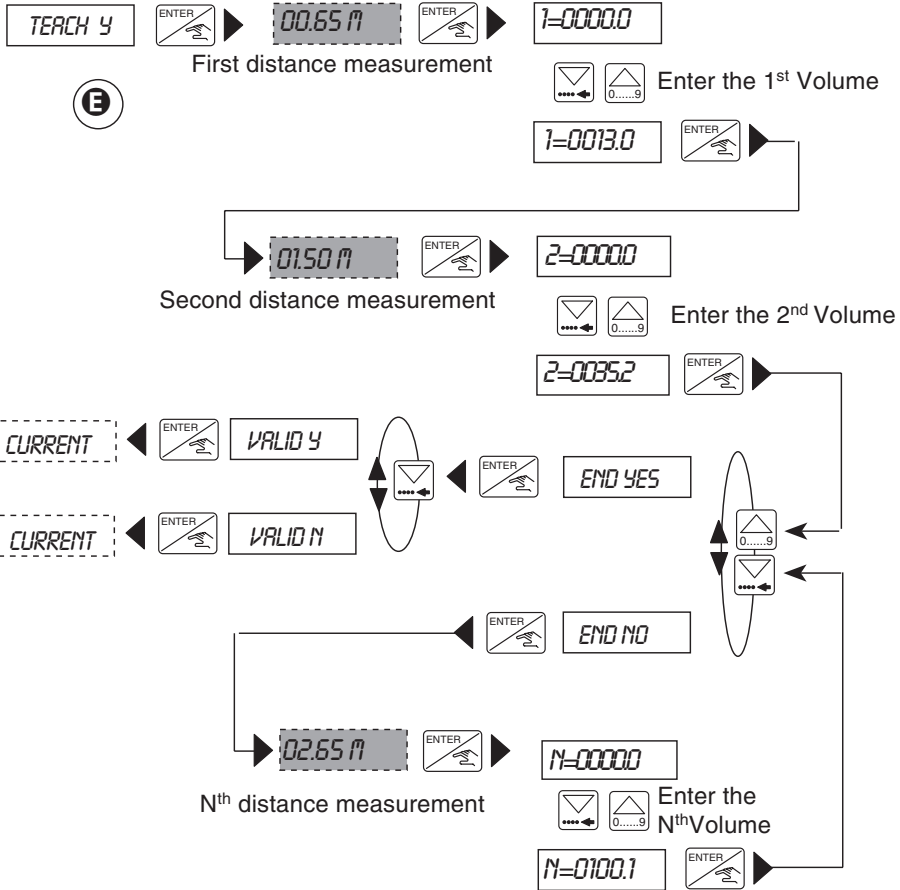 TEACH Y
ENTER
00.65 M
ENTER
1=0000.0
First distance measurement
0......9
Enter the 1st Volume
E
1=0013.0
ENTER
01.50 M
ENTER
2=0000.0
Second distance measurement
0......9
Enter the 2nd Volume
2=0035.2
ENTER
CURRENT
ENTER
VALID Y
ENTER
END YES
0......9
CURRENT
ENTER
VALID N
ENTER
END NO
02.65 M
ENTER
N=0000.0
Nth distance measurement
0......9
Enter the
NthVolume
N=0100.1
ENTER